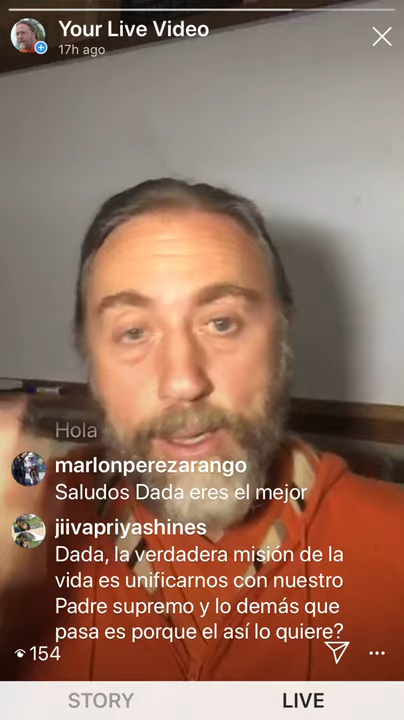 Your Live Video
17h ago
Hola
marlonperezarango
Saludos Dada eres el mejor
jiivapriyashines
Dada, la verdadera misión de la
vida es unificarnos con nuestro
Padre supremo y lo demás que
pasa es porque el así lo quiere?
154
STORY
LIVE